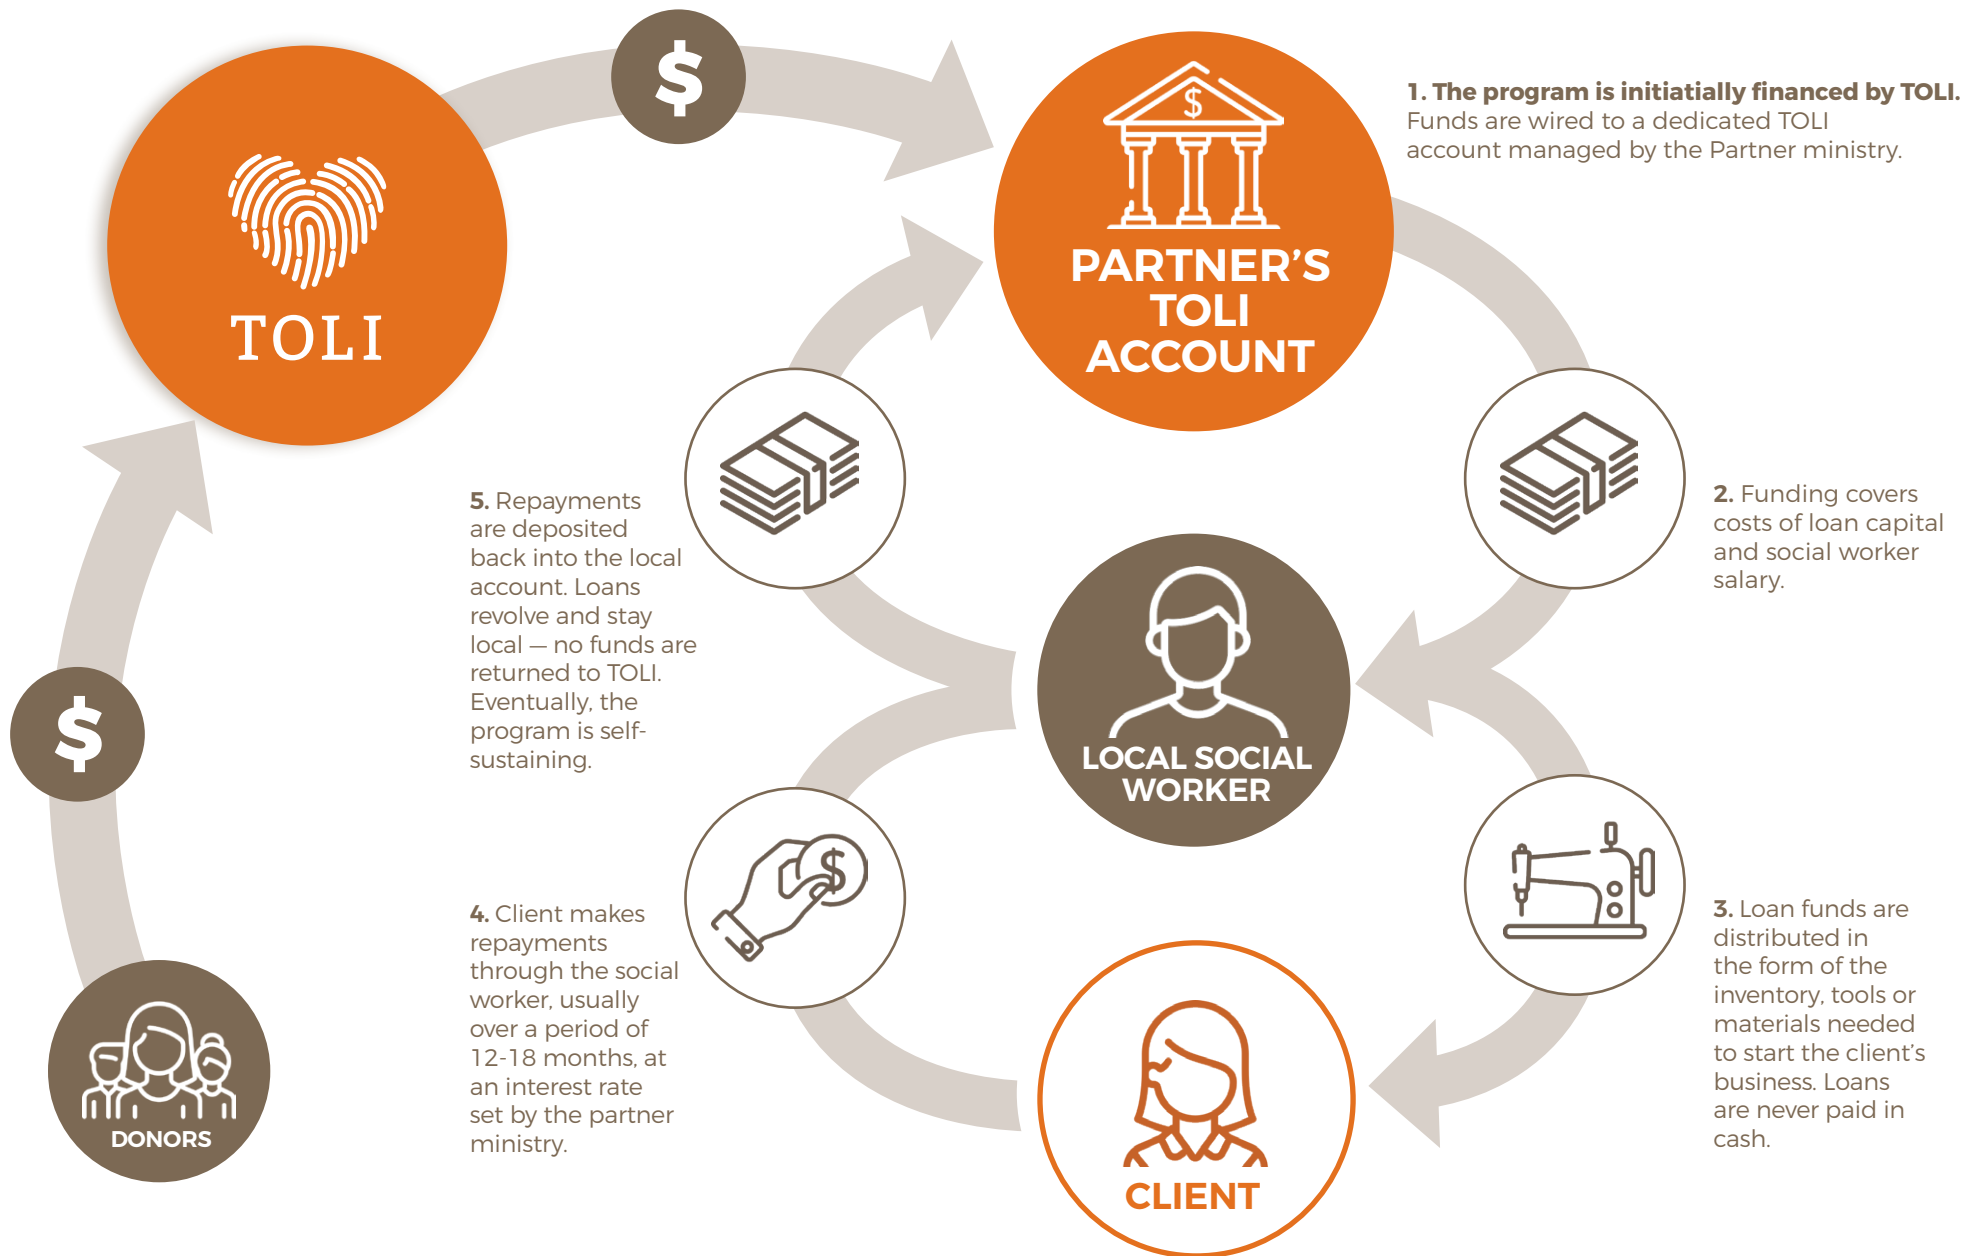 TOLI
$
$
$
PARTNER’S
TOLI
ACCOUNT
1. The program is initiatially financed by TOLI.
Funds are wired to a dedicated TOLI
account managed by the Partner ministry.
2. Funding covers
costs of loan capital
and social worker
salary.
LOCAL SOCIAL
WORKER
3. Loan funds are
distributed in
the form of the
inventory, tools or
materials needed
to start the client’s
business. Loans
are never paid in
cash.
CLIENT
4. Client makes
repayments
through the social
worker, usually
over a period of
12-18 months, at
an interest rate
set by the partner
ministry.
$
5. Repayments
are deposited
back into the local
account. Loans
revolve and stay
local — no funds are
returned to TOLI.
Eventually, the
program is self-
sustaining.
DONORS